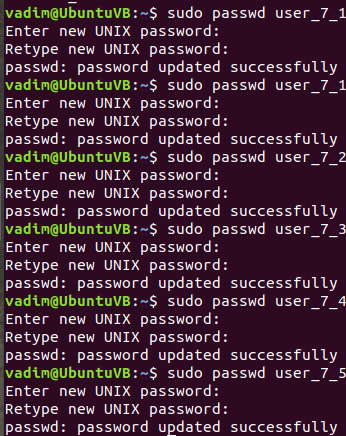 vadim@UbuntuVB:~$ sudo passwd user_7_1
Enter new UNIX password:
Retype new UNIX password:
passwd: password updated successfully
vadim@UbuntuVB:~$ sudo passwd user_7_1
Enter new UNIX password:
Retype new UNIX password:
passwd: password updated successfully
vadim@UbuntuVB:~$ sudo passwd user_7_2
Enter new UNIX password:
Retype new UNIX password:
passwd: password updated successfully
vadim@UbuntuVB:~$ sudo passwd user_7_3
Enter new UNIX password:
Retype new UNIX password:
passwd: password updated successfully
vadim@UbuntuVB:~$ sudo passwd user_7_4
Enter new UNIX password:
Retype new UNIX password:
passwd: password updated successfully
vadim@UbuntuVB:~$ sudo passwd user_7_5
Enter new UNIX password:
Retype new UNIX password:
passwd: password updated successfully